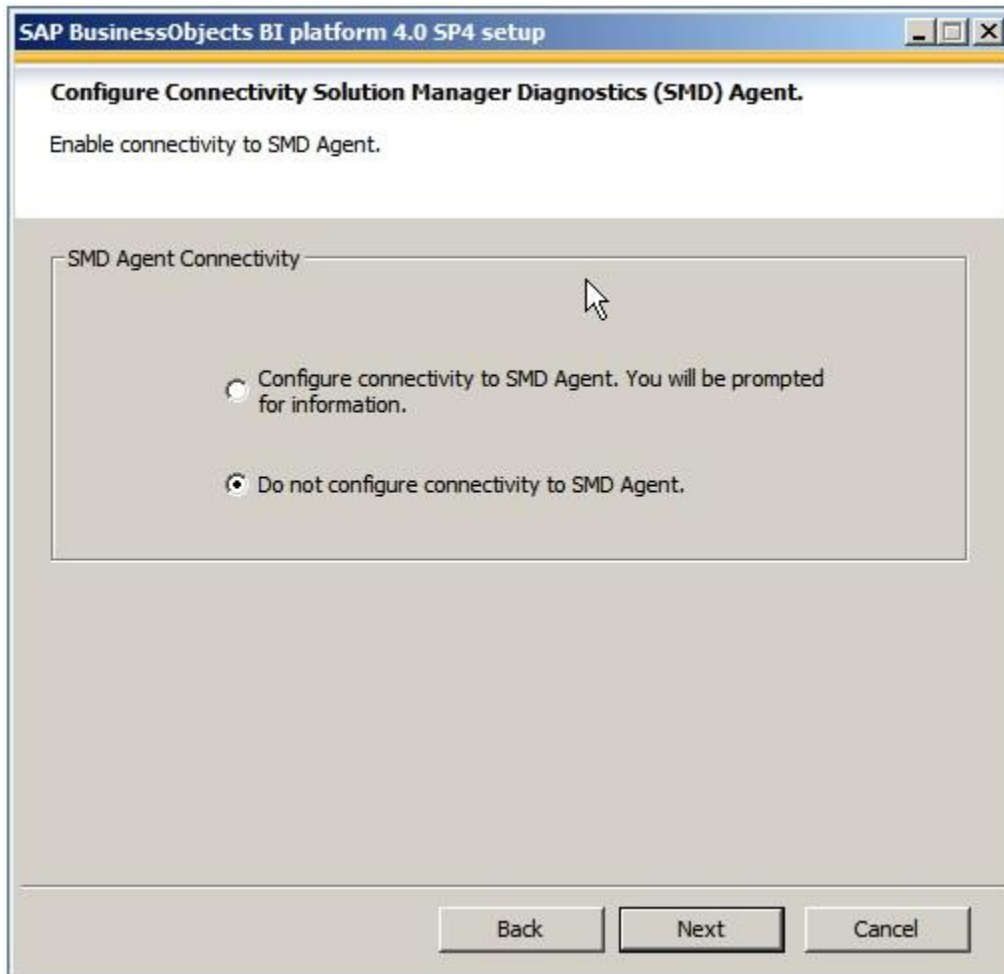 SAP BusinessObjects BI platform 4.0 SP4 setup
Configure Connectivity Solution Manager Diagnostics (SMD) Agent.
Enable connectivity to SMD Agent.
SMD Agent Connectivity
Configure connectivity to SMD Agent. You will be prompted
for information.
Do not configure connectivity to SMD Agent.
Back Next Cancel